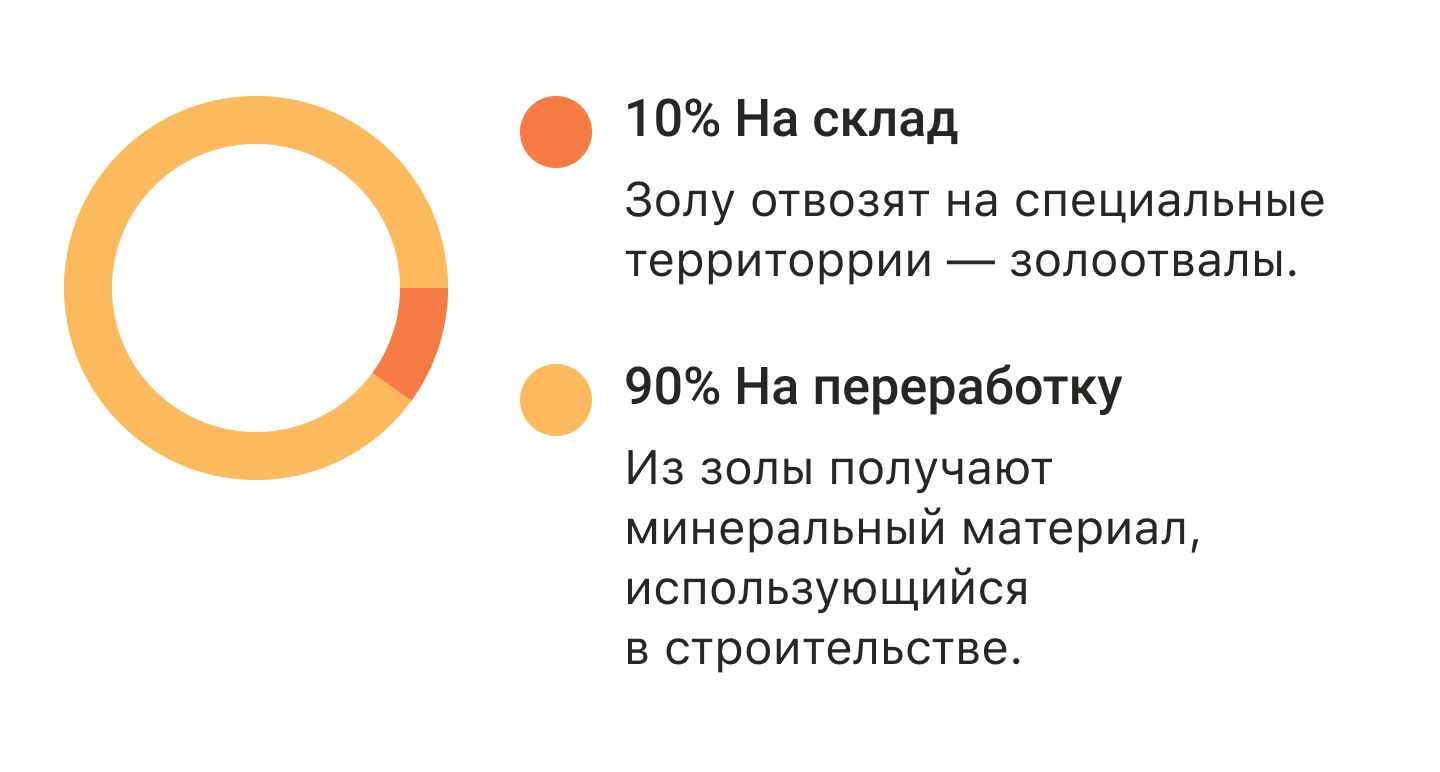 10% На склад
Золу отвозят на специальные
территоррии — золоотвалы.
90% На переработку
Из золы получают
минеральный материал,
использующийся
в строительстве.